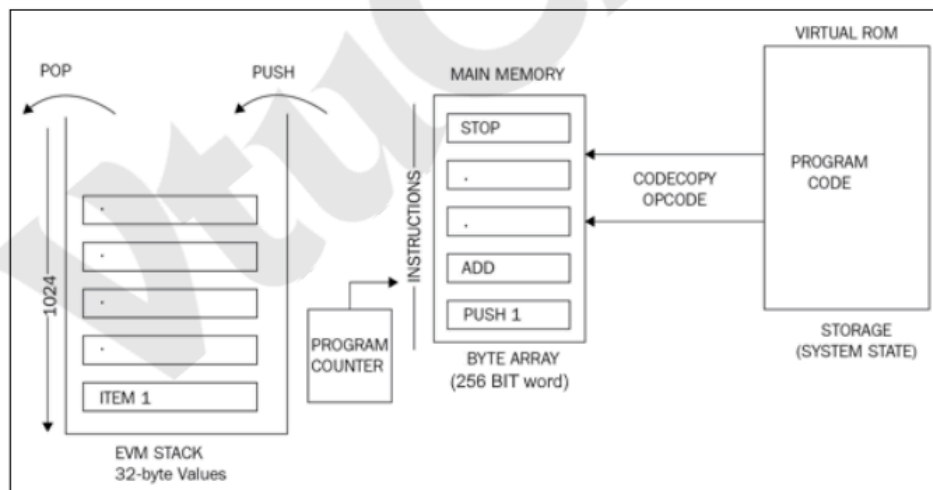 POP
PUSH
1024
.
.
.
.
ITEM 1
EVM STACK
32-byte Values
PROGRAM
COUNTER
INSTRUCTIONS
MAIN MEMORY
STOP
.
.
ADD
PUSH 1
BYTE ARRAY
(256 BIT word)
CODECOPY
OPCODE
VIRTUAL ROM
PROGRAM
CODE
STORAGE
(SYSTEM STATE)